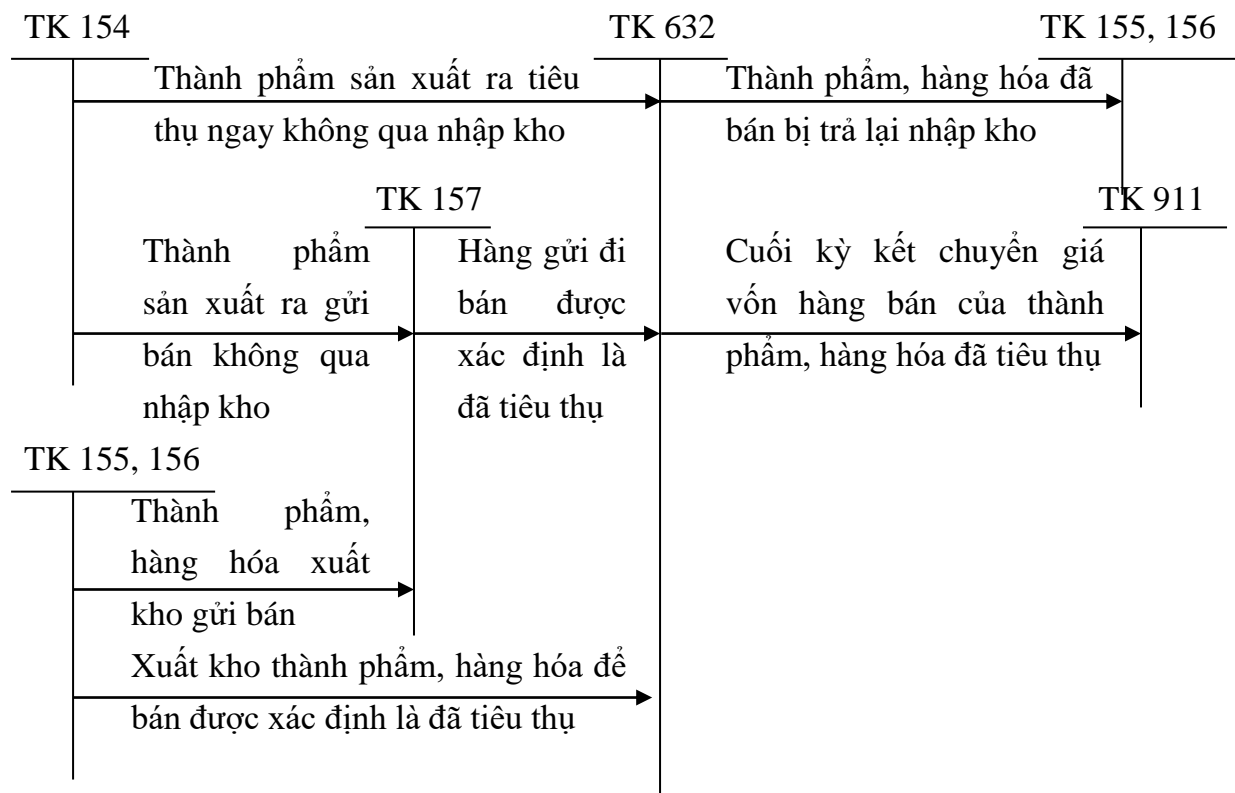 TK 154
TK 632
TK 155, 156
Thành phẩm sản xuất ra tiêu
thụ ngay không qua nhập kho
Thành phẩm, hàng hóa đã
bán bị trả lại nhập kho
TK 157
TK 911
Thành phẩm
sản xuất ra gửi
bán không qua
nhập kho
Hàng gửi đi
bán được
xác định là
đã tiêu thụ
Cuối kỳ kết chuyển giá
vốn hàng bán của thành
phẩm, hàng hóa đã tiêu thụ
TK 155, 156
Thành phẩm,
hàng hóa xuất
kho gửi bán
Xuất kho thành phẩm, hàng hóa để
bán được xác định là đã tiêu thụ